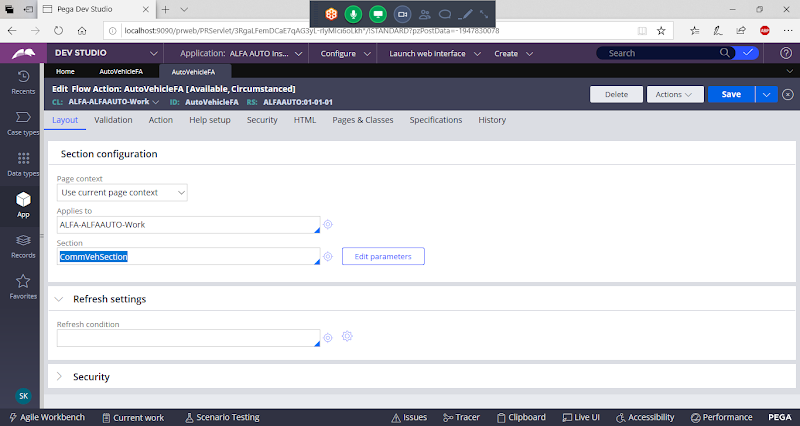 Pega Dev Studio
localhost:9090/prweb/PRServlet/3RgaLFemDCaE7qAG3yL-riyMici6oLkh*/!STANDARD?pzPostData=-1947830078
DEV STUDIO
Application: ALFA AUTO Ins...
Configure
Launch web interface
Create
Search
Home
AutoVehicleFA
AutoVehicleFA
Edit Flow Action: AutoVehicleFA [Available, Circumstanced]
CL: ALFA-ALFAAUTO-Work ID: AutoVehicleFA RS: ALFAAUTO:01-01-01
Delete
Actions
Save
Layout
Validation
Action
Help setup
Security
HTML
Pages & Classes
Specifications
History
Recents
Case types
Data types
App
Records
Favorites
SK
Section configuration
Page context
Use current page context
Applies to
ALFA-ALFAAUTO-Work
Section
CommVehSection
Edit parameters
Refresh settings
Refresh condition
Security
Agile Workbench
Current work
Scenario Testing
Issues
Tracer
Clipboard
Live UI
Accessibility
Performance
PEGA
ABP